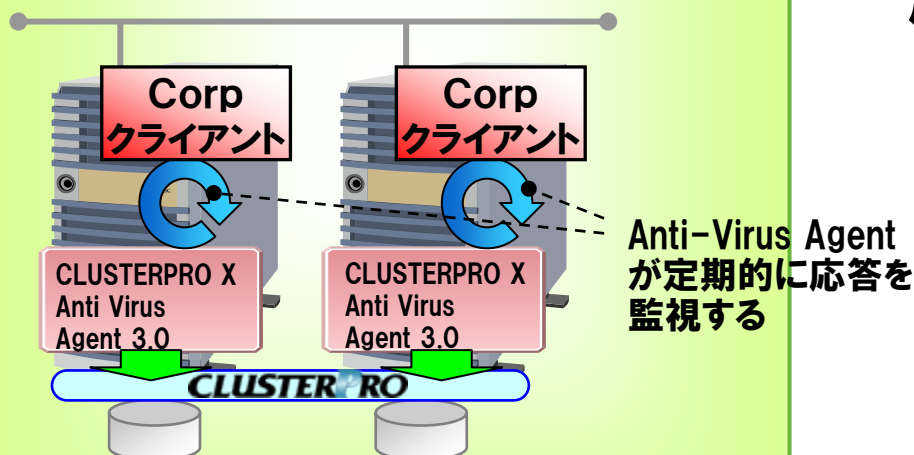 Corp
クライアント
Corp
クライアント
CLUSTERPRO X
Anti Virus
Agent 3.0
CLUSTERPRO X
Anti Virus
Agent 3.0
Anti-Virus Agent
が定期的に応答を
監視する
CLUSTERPRO